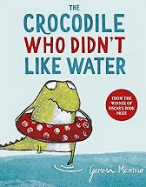 THE
CROCODILE
WHO DIDN'T
LIKE WATER
FROM THE
WINNER OF
OSCAR'S BOOK
PRIZE
Gemma Merino